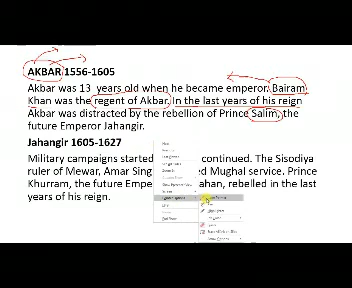 AKBAR 1556-1605
Akbar was 13 years old when he became emperor. Bairam
Khan was the regent of Akbar. In the last years of his reign
Akbar was distracted by the rebellion of Prince Salim, the
future Emperor Jahangir.
Jahangir 1605-1627
Military campaigns started continued. The Sisodiya
ruler of Mewar, Amar Sing ed Mughal service. Prince
Khurram, the future Empe ahan, rebelled in the last
years of his reign.